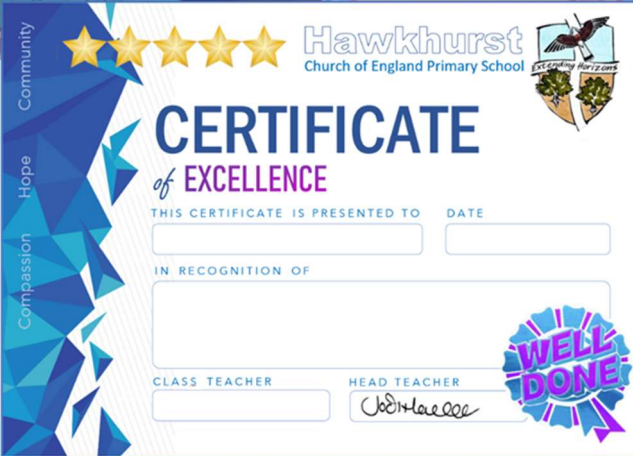 Community
Hope
Compassion
Hawkhurst
Church of England Primary School
Extending Horizons
CERTIFICATE
of EXCELLENCE
THIS CERTIFICATE IS PRESENTED TO
DATE
IN RECOGNITION OF
CLASS TEACHER
HEAD TEACHER
WELL
DONE